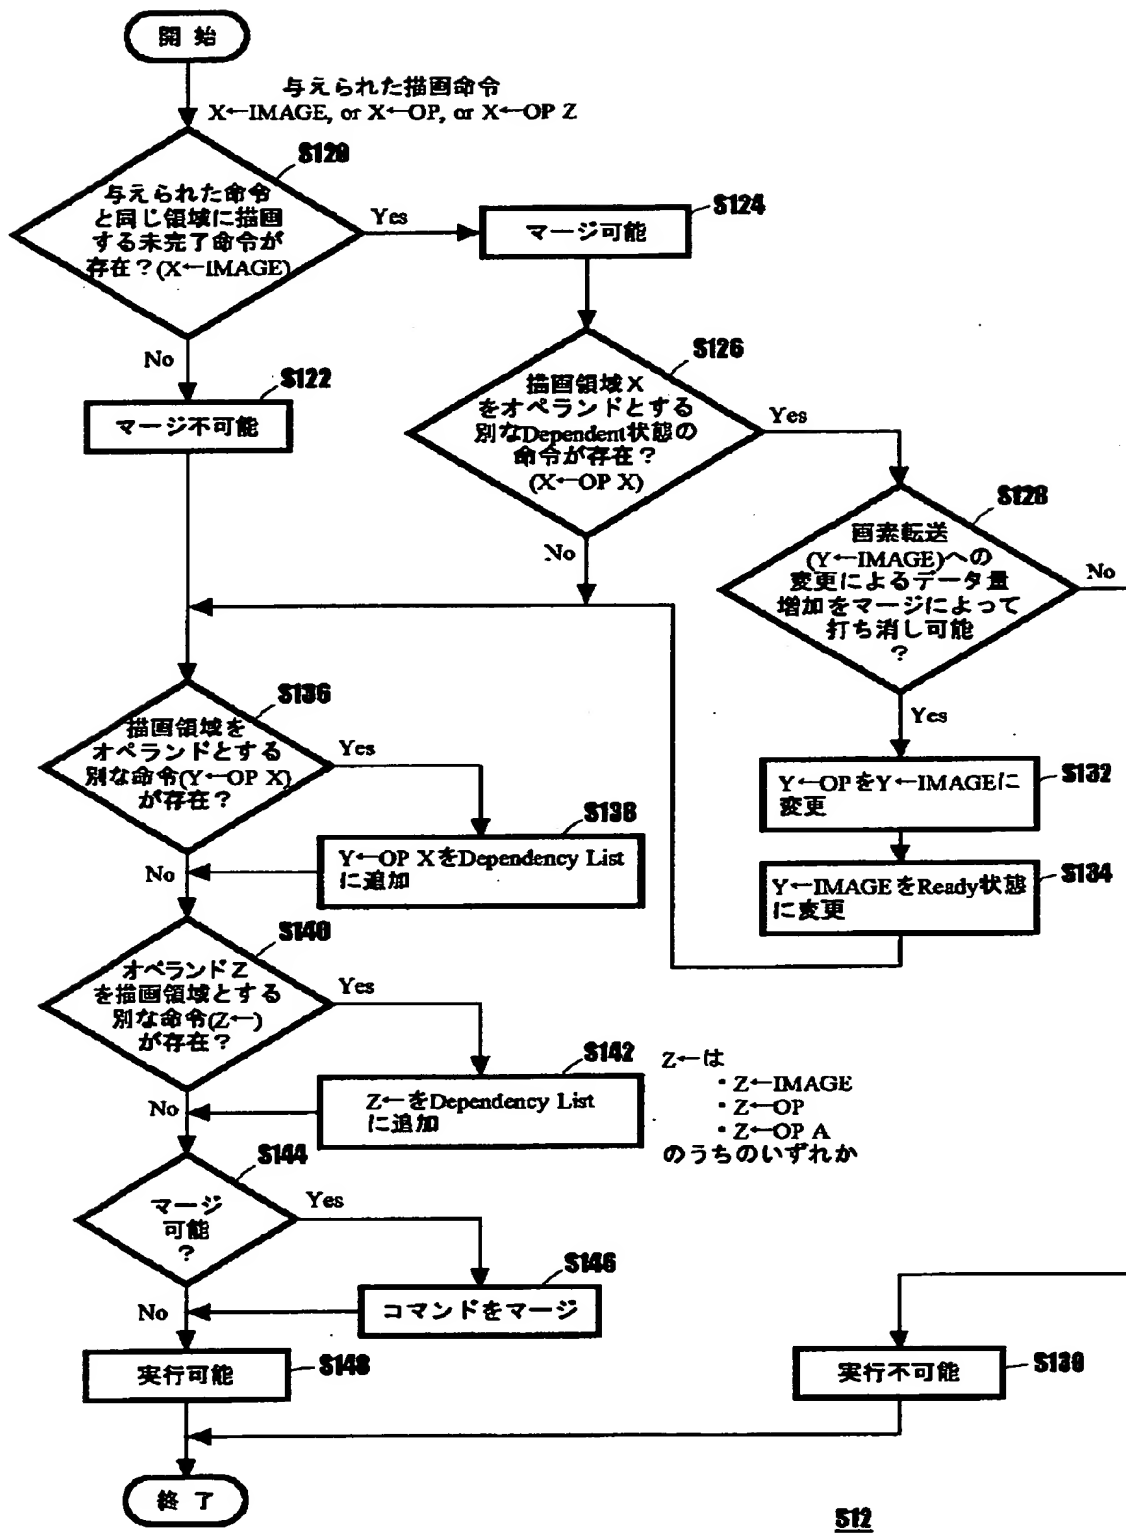 開始
与えられた描画命令
X←IMAGE, or X←OP, or X←OP Z
S120
与えられた命令
と同じ領域に描画
する未完了命令が
存在?(X←IMAGE)
Yes
S124
マージ可能
No
S122
マージ不可能
S126
描画領域X
をオペランドとする
別なDependent状態の
命令が存在?
(X←OP X)
Yes
No
S128
画素転送
(Y←IMAGE)への
変更によるデータ量
増加をマージによって
打ち消し可能
?
No
Yes
S132
Y←OPをY←IMAGEに
変更
S134
Y←IMAGEをReady状態
に変更
S136
描画領域を
オペランドとする
別な命令(Y←OP X)
が存在?
Yes
S138
Y←OP XをDependency List
に追加
No
S140
オペランドZ
を描画領域とする
別な命令(Z←)
が存在?
Yes
S142
Z←をDependency List
に追加
Z←は
・Z←IMAGE
・Z←OP
・Z←OP A
のうちのいずれか
No
S144
マージ
可能
?
Yes
S146
コマンドをマージ
No
S148
実行可能
S130
実行不可能
終了
S12